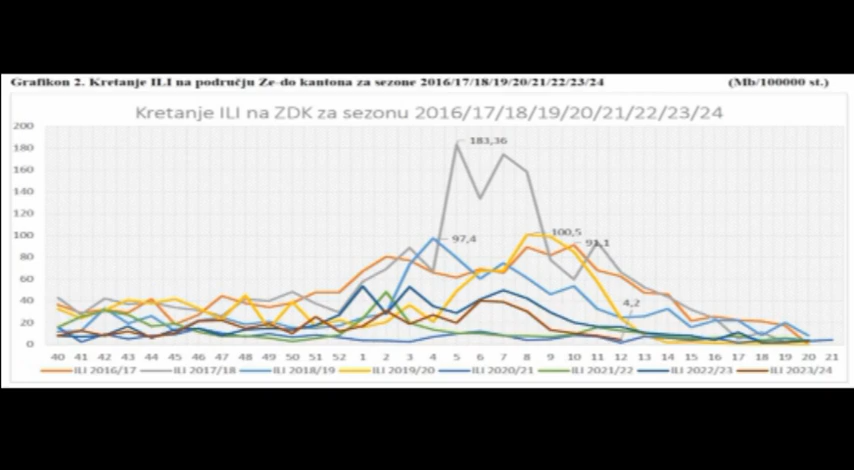 Grafikon 2. Kretanje ILI na području Ze-do kantona za sezone 2016/17/18/19/20/21/22/23/24 (Mb/100000 st.)
Kretanje ILI na ZDK za sezonu 2016/17/18/19/20/21/22/23/24
200
180 183,36
160
140
120
100 97,4 100,5 91,1
80
60
40 4,2
20
0
40 41 42 43 44 45 46 47 48 49 50 51 52 1 2 3 4 5 6 7 8 9 10 11 12 13 14 15 16 17 18 19 20 21
ILI 2016/17 ILI 2017/18 ILI 2018/19 ILI 2019/20 ILI 2020/21 ILI 2021/22 ILI 2022/23 ILI 2023/24